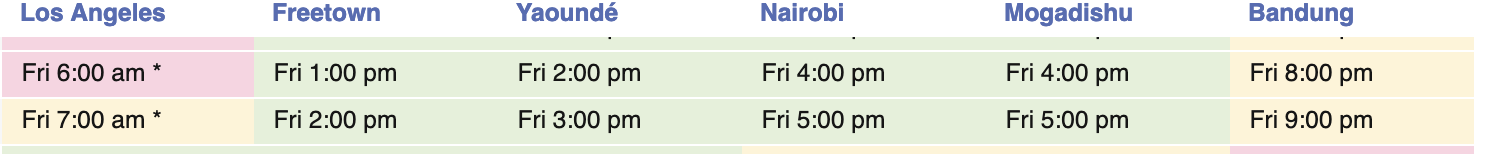 Los Angeles Freetown Yaoundé Nairobi Mogadishu Bandung
Fri 6:00 am * Fri 1:00 pm Fri 2:00 pm Fri 4:00 pm Fri 4:00 pm Fri 8:00 pm
Fri 7:00 am * Fri 2:00 pm Fri 3:00 pm Fri 5:00 pm Fri 5:00 pm Fri 9:00 pm